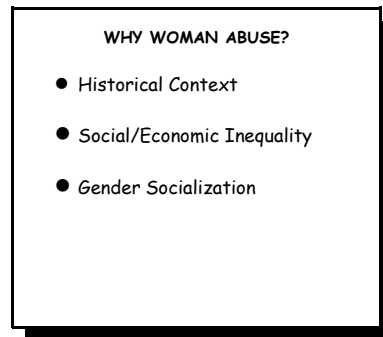 WHY WOMAN ABUSE?
● Historical Context
● Social/Economic Inequality
● Gender Socialization